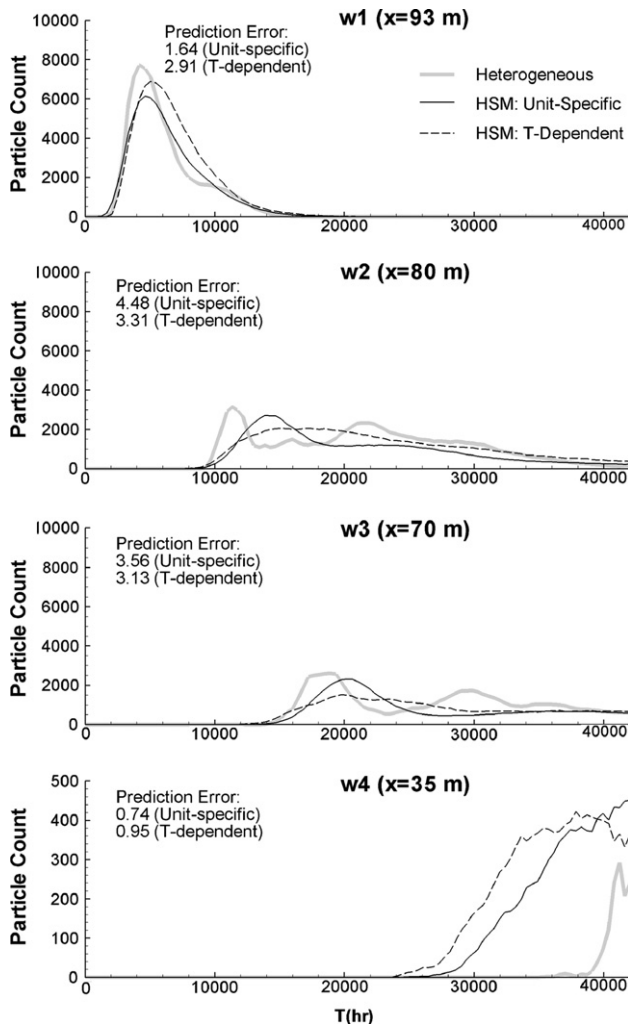 w1 (x=93 m)
Prediction Error:
1.64 (Unit-specific)
2.91 (T-dependent)
Heterogeneous
HSM: Unit-Specific
HSM: T-Dependent
Particle Count
10000
8000
6000
4000
2000
0
0 10000 20000 30000 40000
w2 (x=80 m)
Prediction Error:
4.48 (Unit-specific)
3.31 (T-dependent)
Particle Count
10000
8000
6000
4000
2000
0
0 10000 20000 30000 40000
w3 (x=70 m)
Prediction Error:
3.56 (Unit-specific)
3.13 (T-dependent)
Particle Count
10000
8000
6000
4000
2000
0
0 10000 20000 30000 40000
w4 (x=35 m)
Prediction Error:
0.74 (Unit-specific)
0.95 (T-dependent)
Particle Count
500
400
300
200
100
0
0 10000 20000 30000 40000
T(hr)